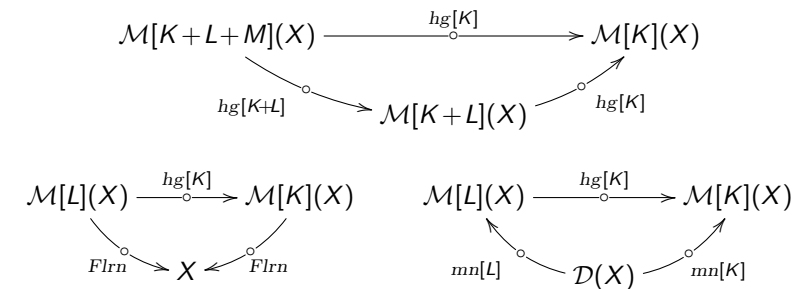 hg[K]
M[K+L+M](X) M[K](X)
hg[K+L] M[K+L](X) hg[K]
M[L](X) hg[K] M[K](X) M[L](X) hg[K] M[K](X)
Flrn X Flrn mn[L] D(X) mn[K]